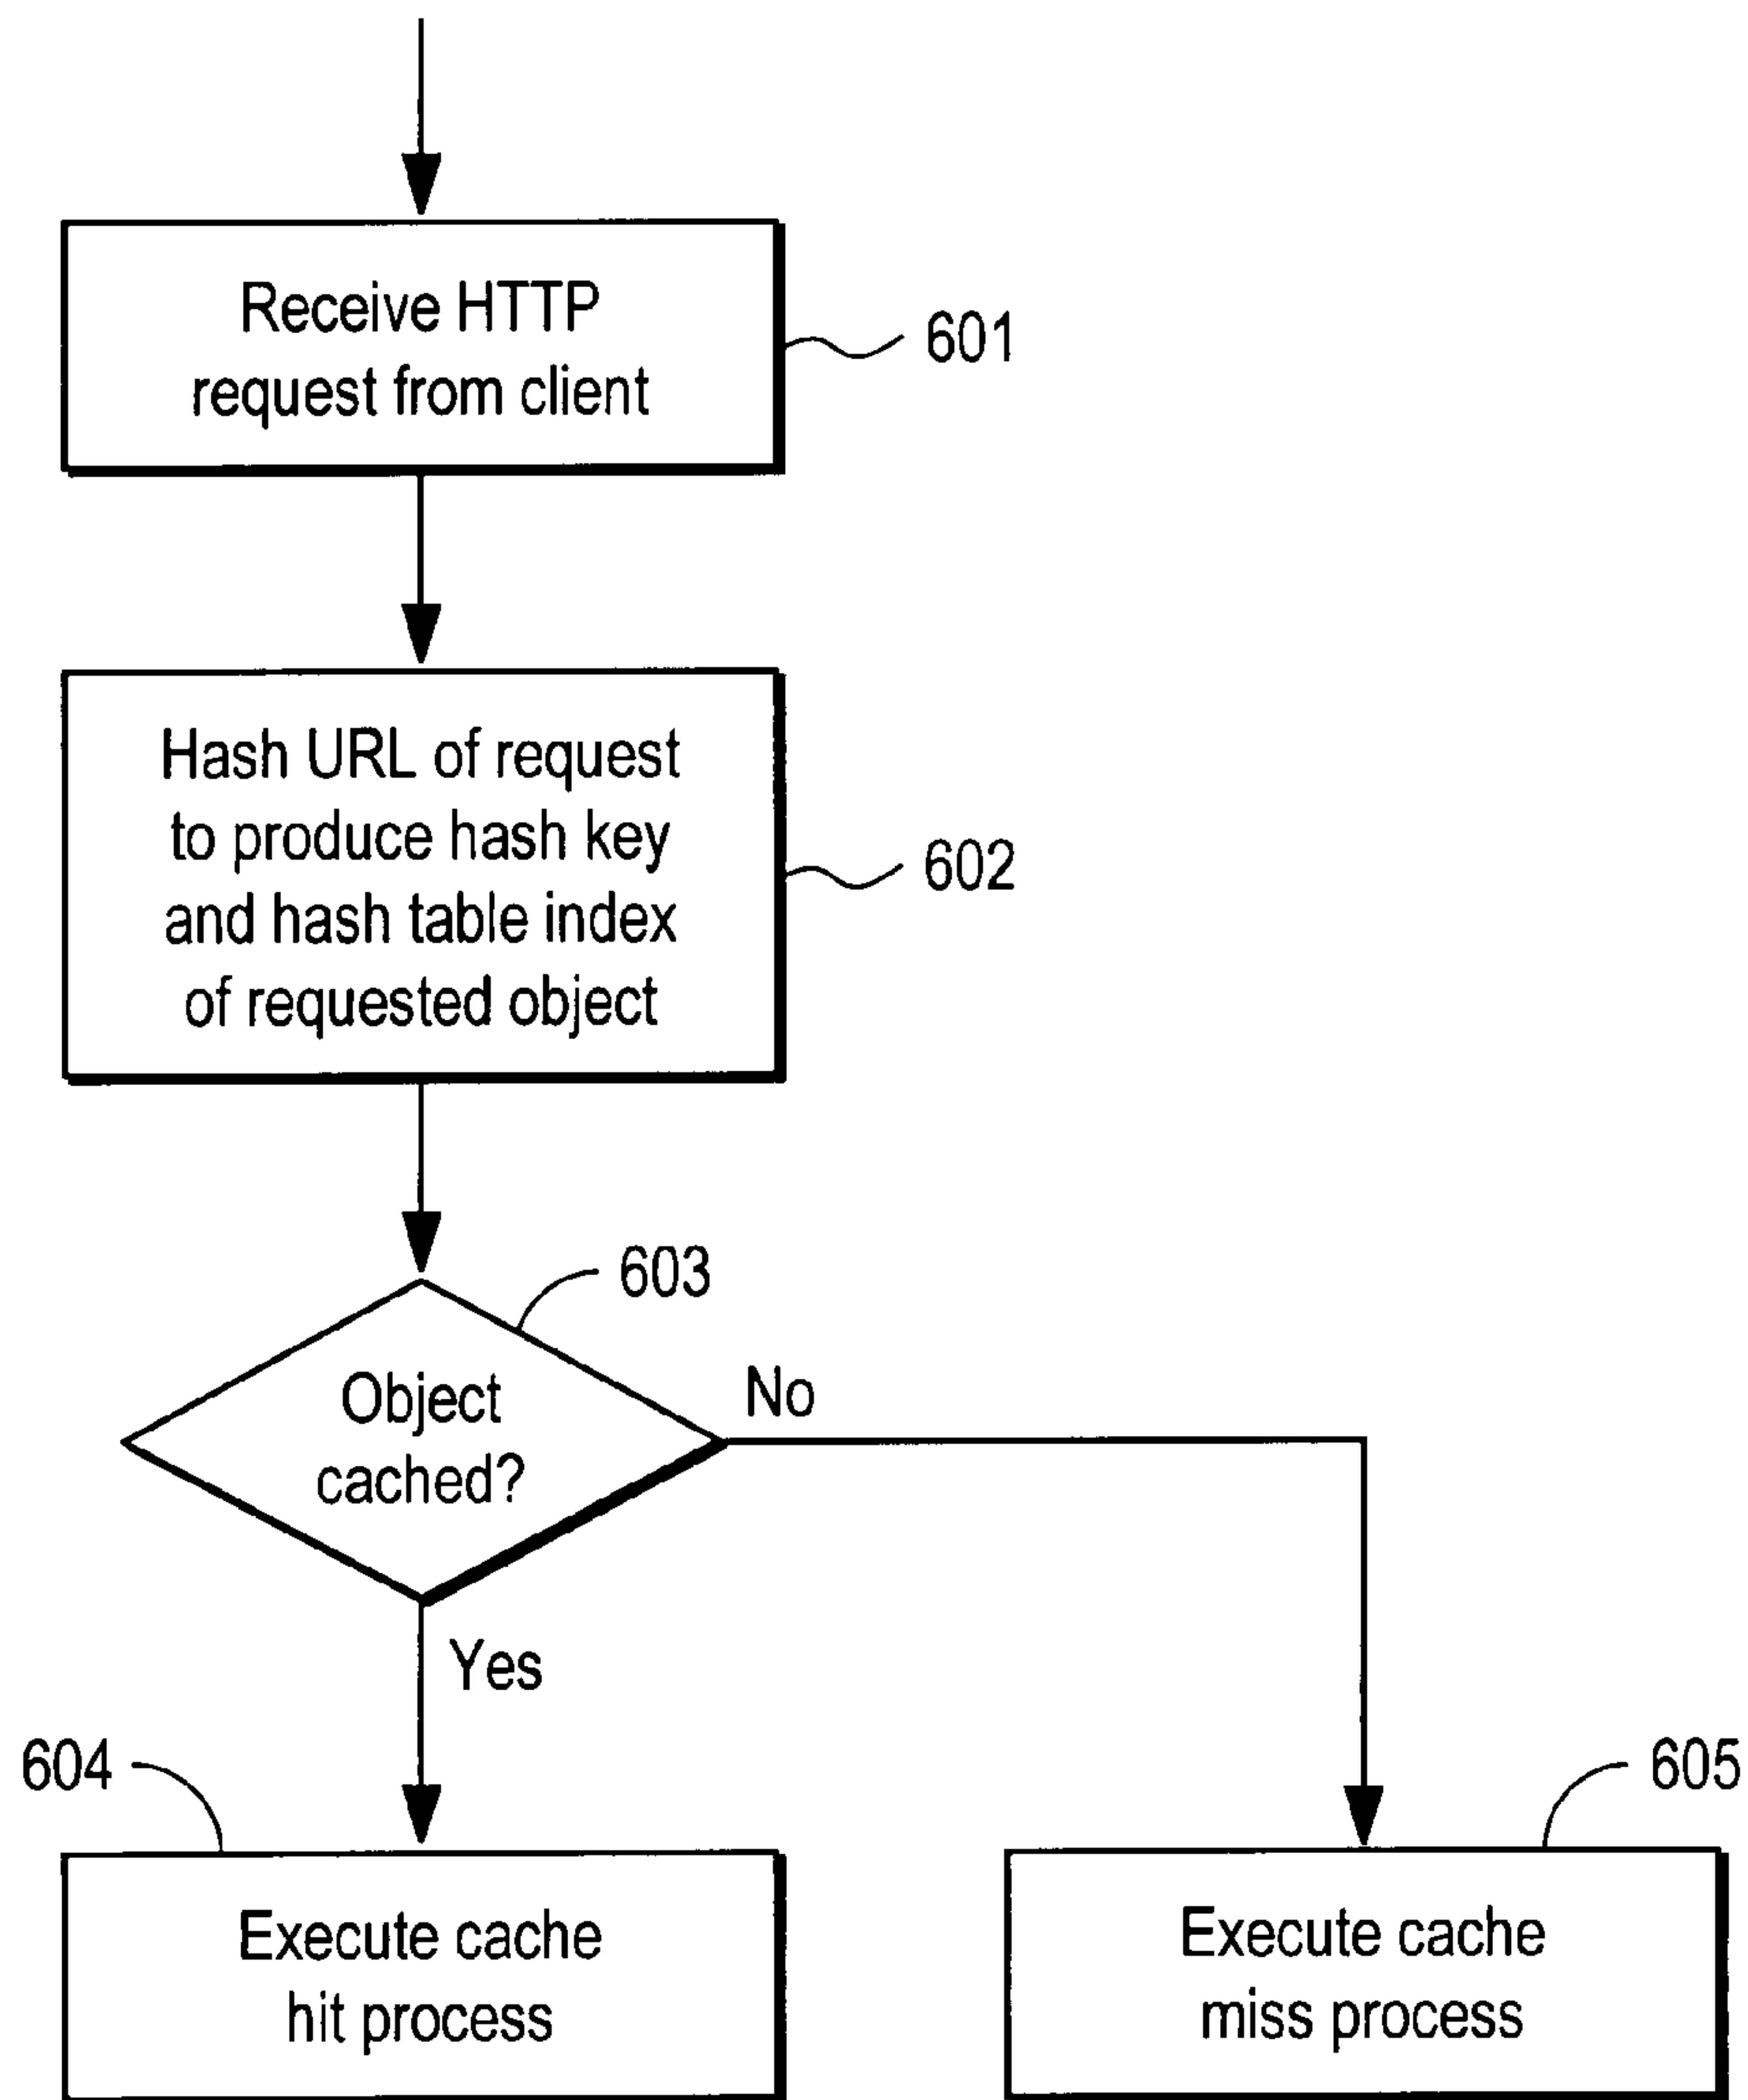 Receive HTTP
request from client
601
Hash URL of request
to produce hash key
and hash table index
of requested object
602
603
Object
cached?
No
Yes
604
605
Execute cache
hit process
Execute cache
miss process